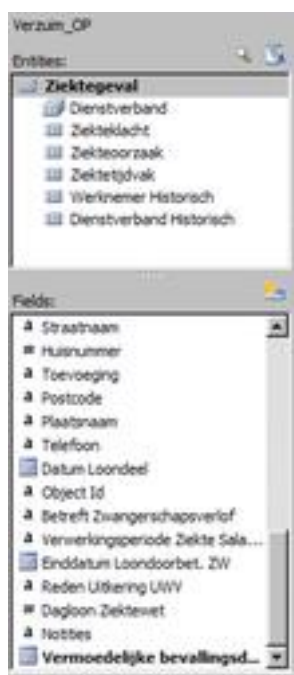 Verzuim_OP
Entities:
Ziektegeval
Dienstverband
Ziekteklacht
Ziekteoorzaak
Ziektetijdvak
Werknemer Historisch
Dienstverband Historisch
Fields:
a Straatnaam
# Huisnummer
a Toevoeging
a Postcode
a Plaatsnaam
a Telefoon
Datum Loondeel
a Object Id
a Betreft Zwangerschapsverlof
a Verwerkingsperiode Ziekte Sala...
Einddatum Loondoorbet. ZW
a Reden Uitkering UWV
# Dagloon Ziektewet
a Notities
Vermoedelijke bevallingsd...